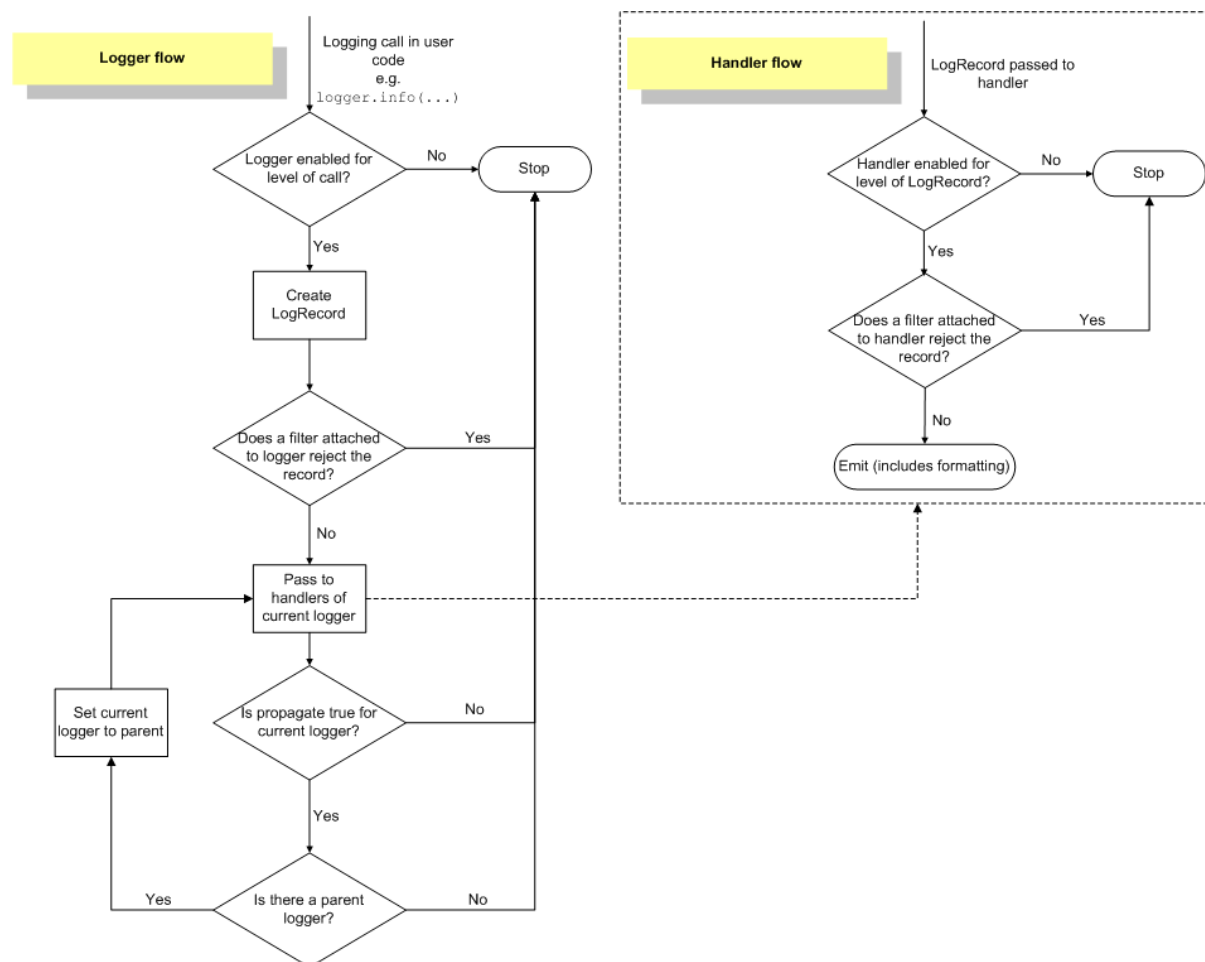 Logger flow
Logging call in user
code
e.g.
logger.info(...)
Logger enabled for
level of call?
No
Stop
Yes
Create
LogRecord
Does a filter attached
to logger reject the
record?
Yes
No
Pass to
handlers of
current logger
Set current
logger to parent
Is propagate true for
current logger?
No
Yes
Is there a parent
logger?
Yes
No
Handler flow
LogRecord passed to
handler
Handler enabled for
level of LogRecord?
No
Stop
Yes
Does a filter attached
to handler reject the
record?
Yes
No
Emit (includes formatting)